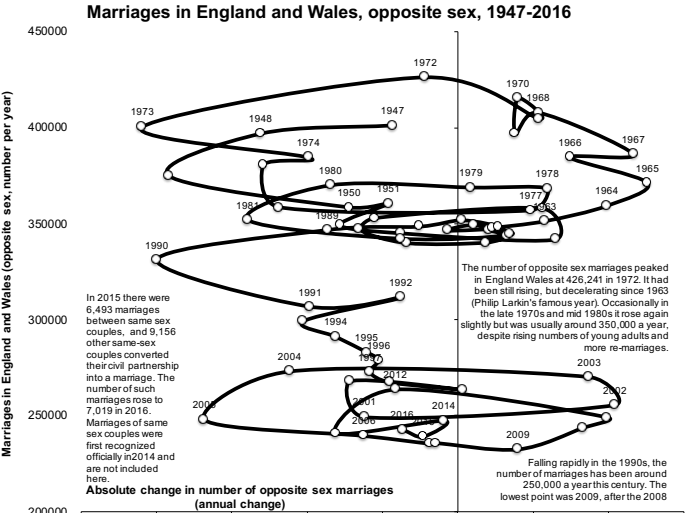 Marriages in England and Wales, opposite sex, 1947-2016
Marriages in England and Wales (opposite sex, number per year)
450000
400000
350000
300000
250000
200000
1972
1970
1968
1973
1948
1947
1974
1966
1967
1965
1980
1979
1978
1950
1951
1977
1964
1981
1983
1989
1990
1991
1992
1994
1995
1996
1997
2004
2003
2012
2002
2005
2001
2006
2016
2014
2009
The number of opposite sex marriages peaked
in England Wales at 426,241 in 1972. It had
been still rising, but decelerating since 1963
(Philip Larkin's famous year). Occasionally in
the late 1970s and mid 1980s it rose again
slightly but was usually around 350,000 a year,
despite rising numbers of young adults and
more re-marriages.
In 2015 there were
6,493 marriages
between same sex
couples, and 9,156
other same-sex
couples converted
their civil partnership
into a marriage. The
number of such
marriages rose to
7,019 in 2016.
Marriages of same
sex couples were
first recognized
officially in2014 and
are not included
here.
Falling rapidly in the 1990s, the
number of marriages has been around
250,000 a year this century. The
lowest point was 2009, after the 2008
Absolute change in number of opposite sex marriages
(annual change)